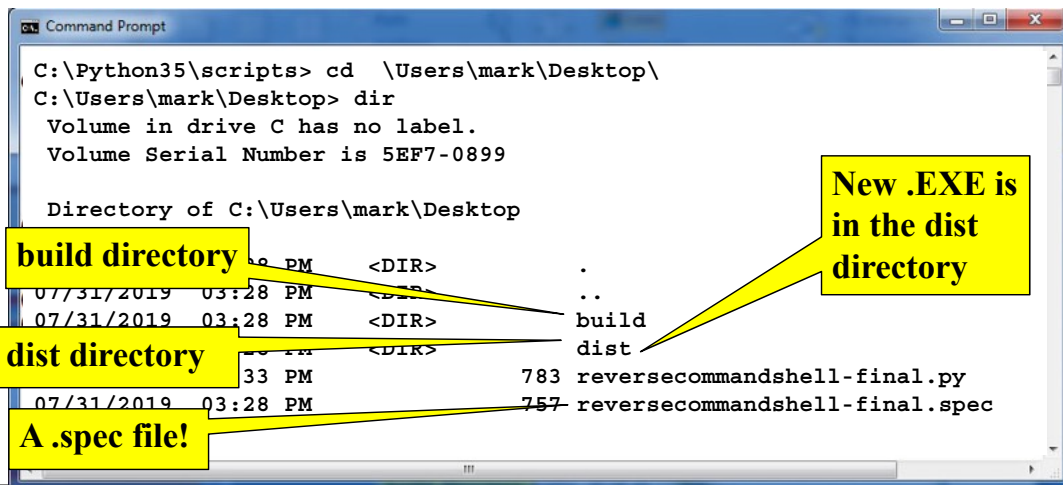 Command Prompt
C:\Python35\scripts> cd  \Users\mark\Desktop\
C:\Users\mark\Desktop> dir
Volume in drive C has no label.
Volume Serial Number is 5EF7-0899
New .EXE is
in the dist
directory
Directory of C:\Users\mark\Desktop
build directory
PM    <DIR>          .
07/31/2019  03:28 PM    <DIR>          ..
07/31/2019  03:28 PM    <DIR>          build
dist directory
<DIR>          dist
33 PM               783 reversecommandshell-final.py
07/31/2019  03:28 PM               757 reversecommandshell-final.spec
A .spec file!